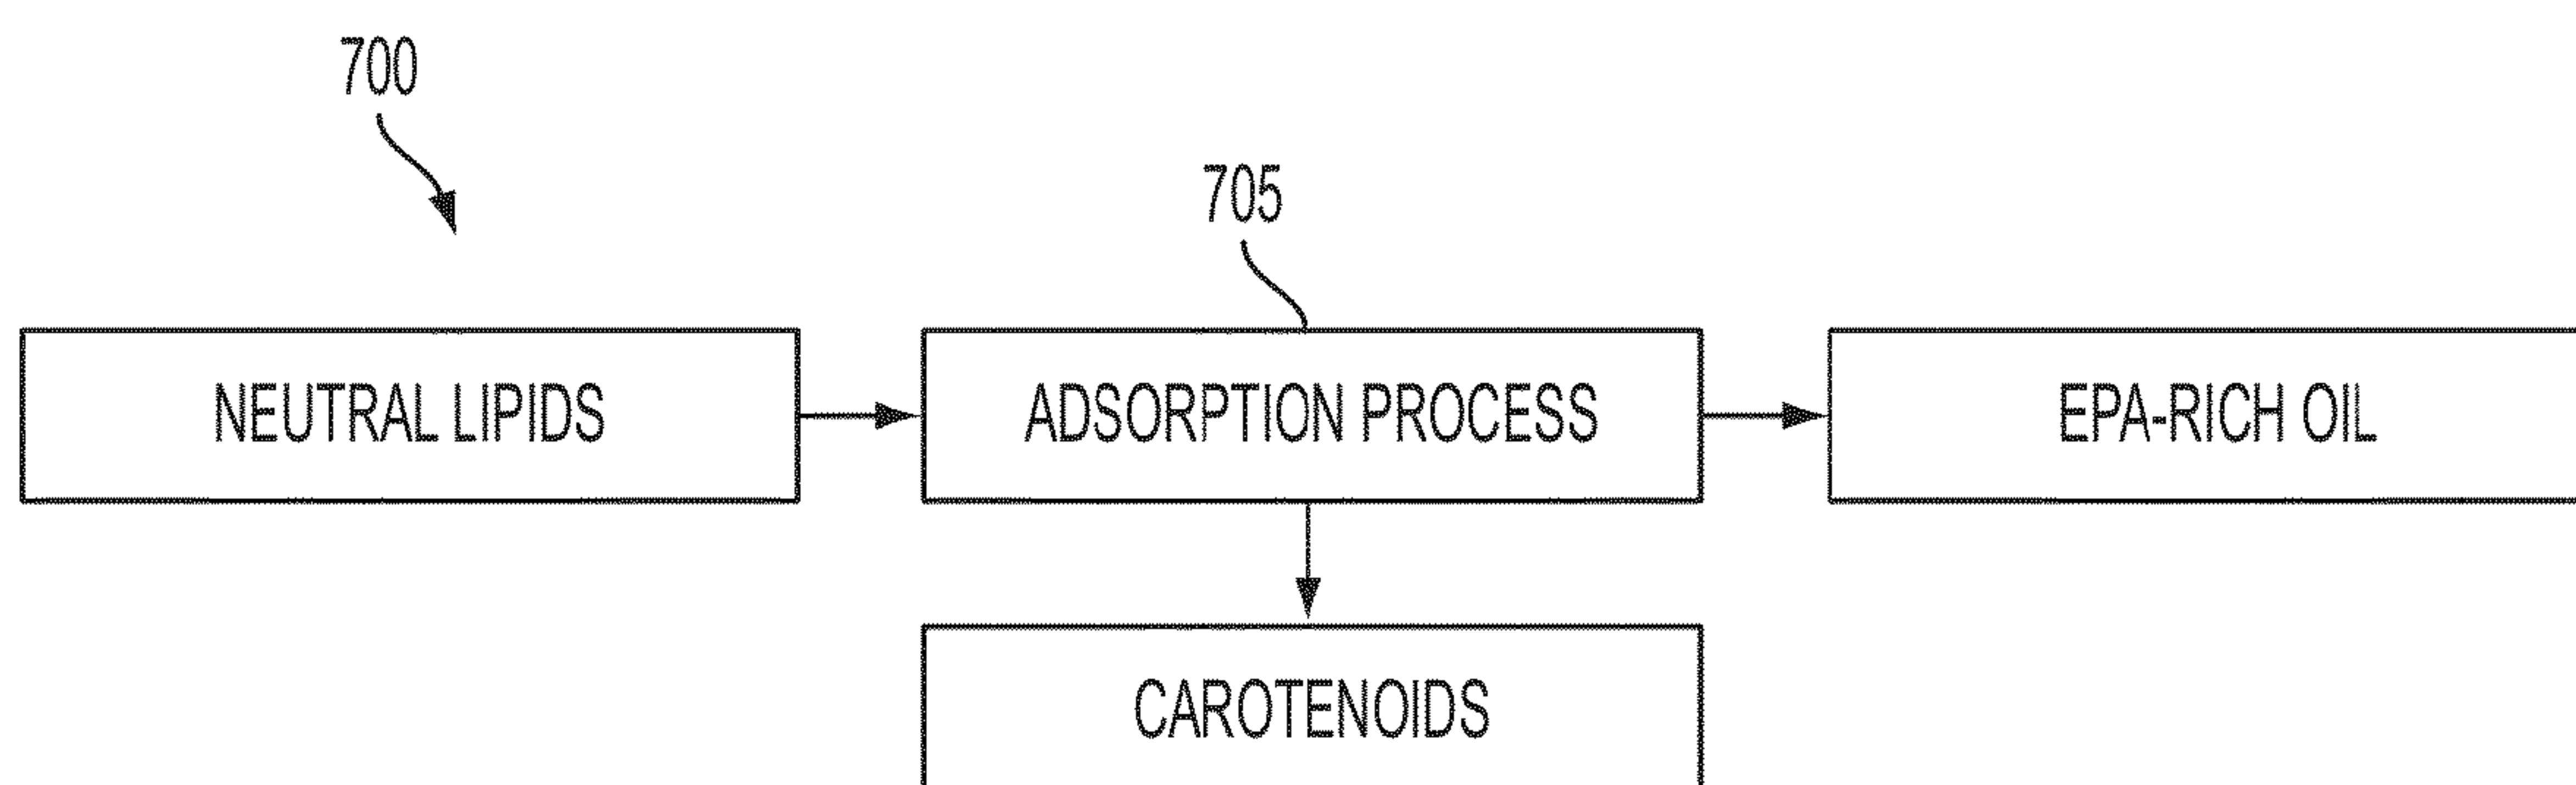 700
705
NEUTRAL LIPIDS
ADSORPTION PROCESS
EPA-RICH OIL
CAROTENOIDS